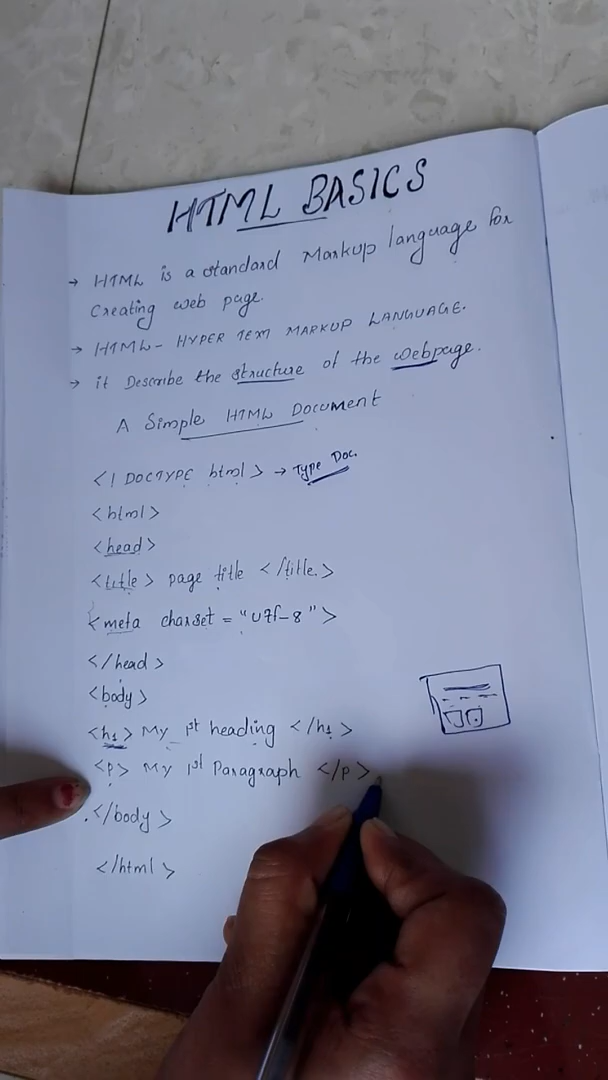 HTML BASICS
→ HTML is a standard Markup language for
Creating web page.
→ HTML - HYPER TEXT MARKUP LANGUAGE.
→ it Describe the structure of the webpage.
A Simple HTML Document
<! DOCTYPE html> → Type Doc.
<html>
<head>
<title> page title </title>
<meta charset = "UTf-8">
</head>
<body>
<h1> My 1st heading </h1>
<p> My 1st Paragraph </p>
</body>
</html>